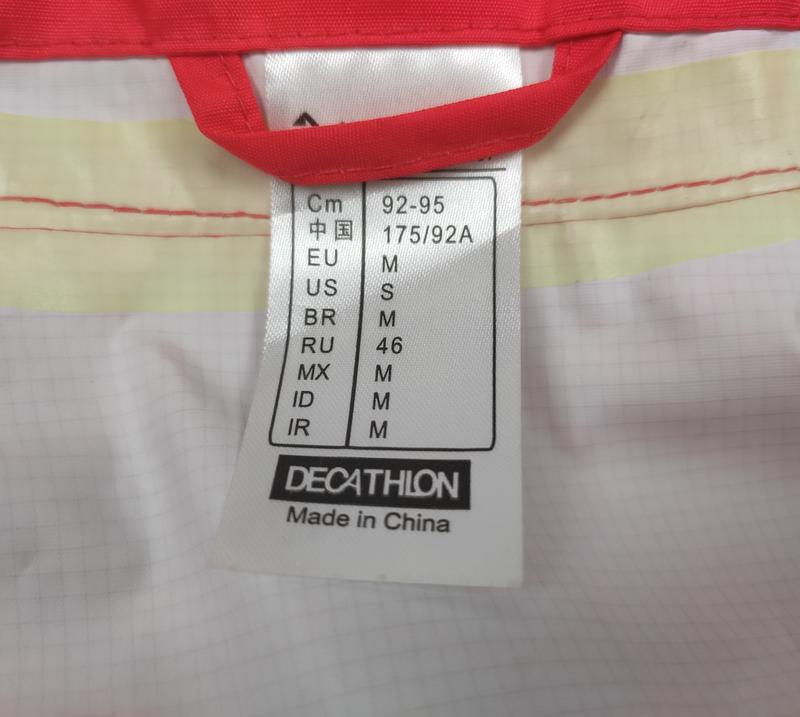 Cm 92-95
中国 175/92A
EU M
US S
BR M
RU 46
MX M
ID M
IR M
DECATHLON
Made in China